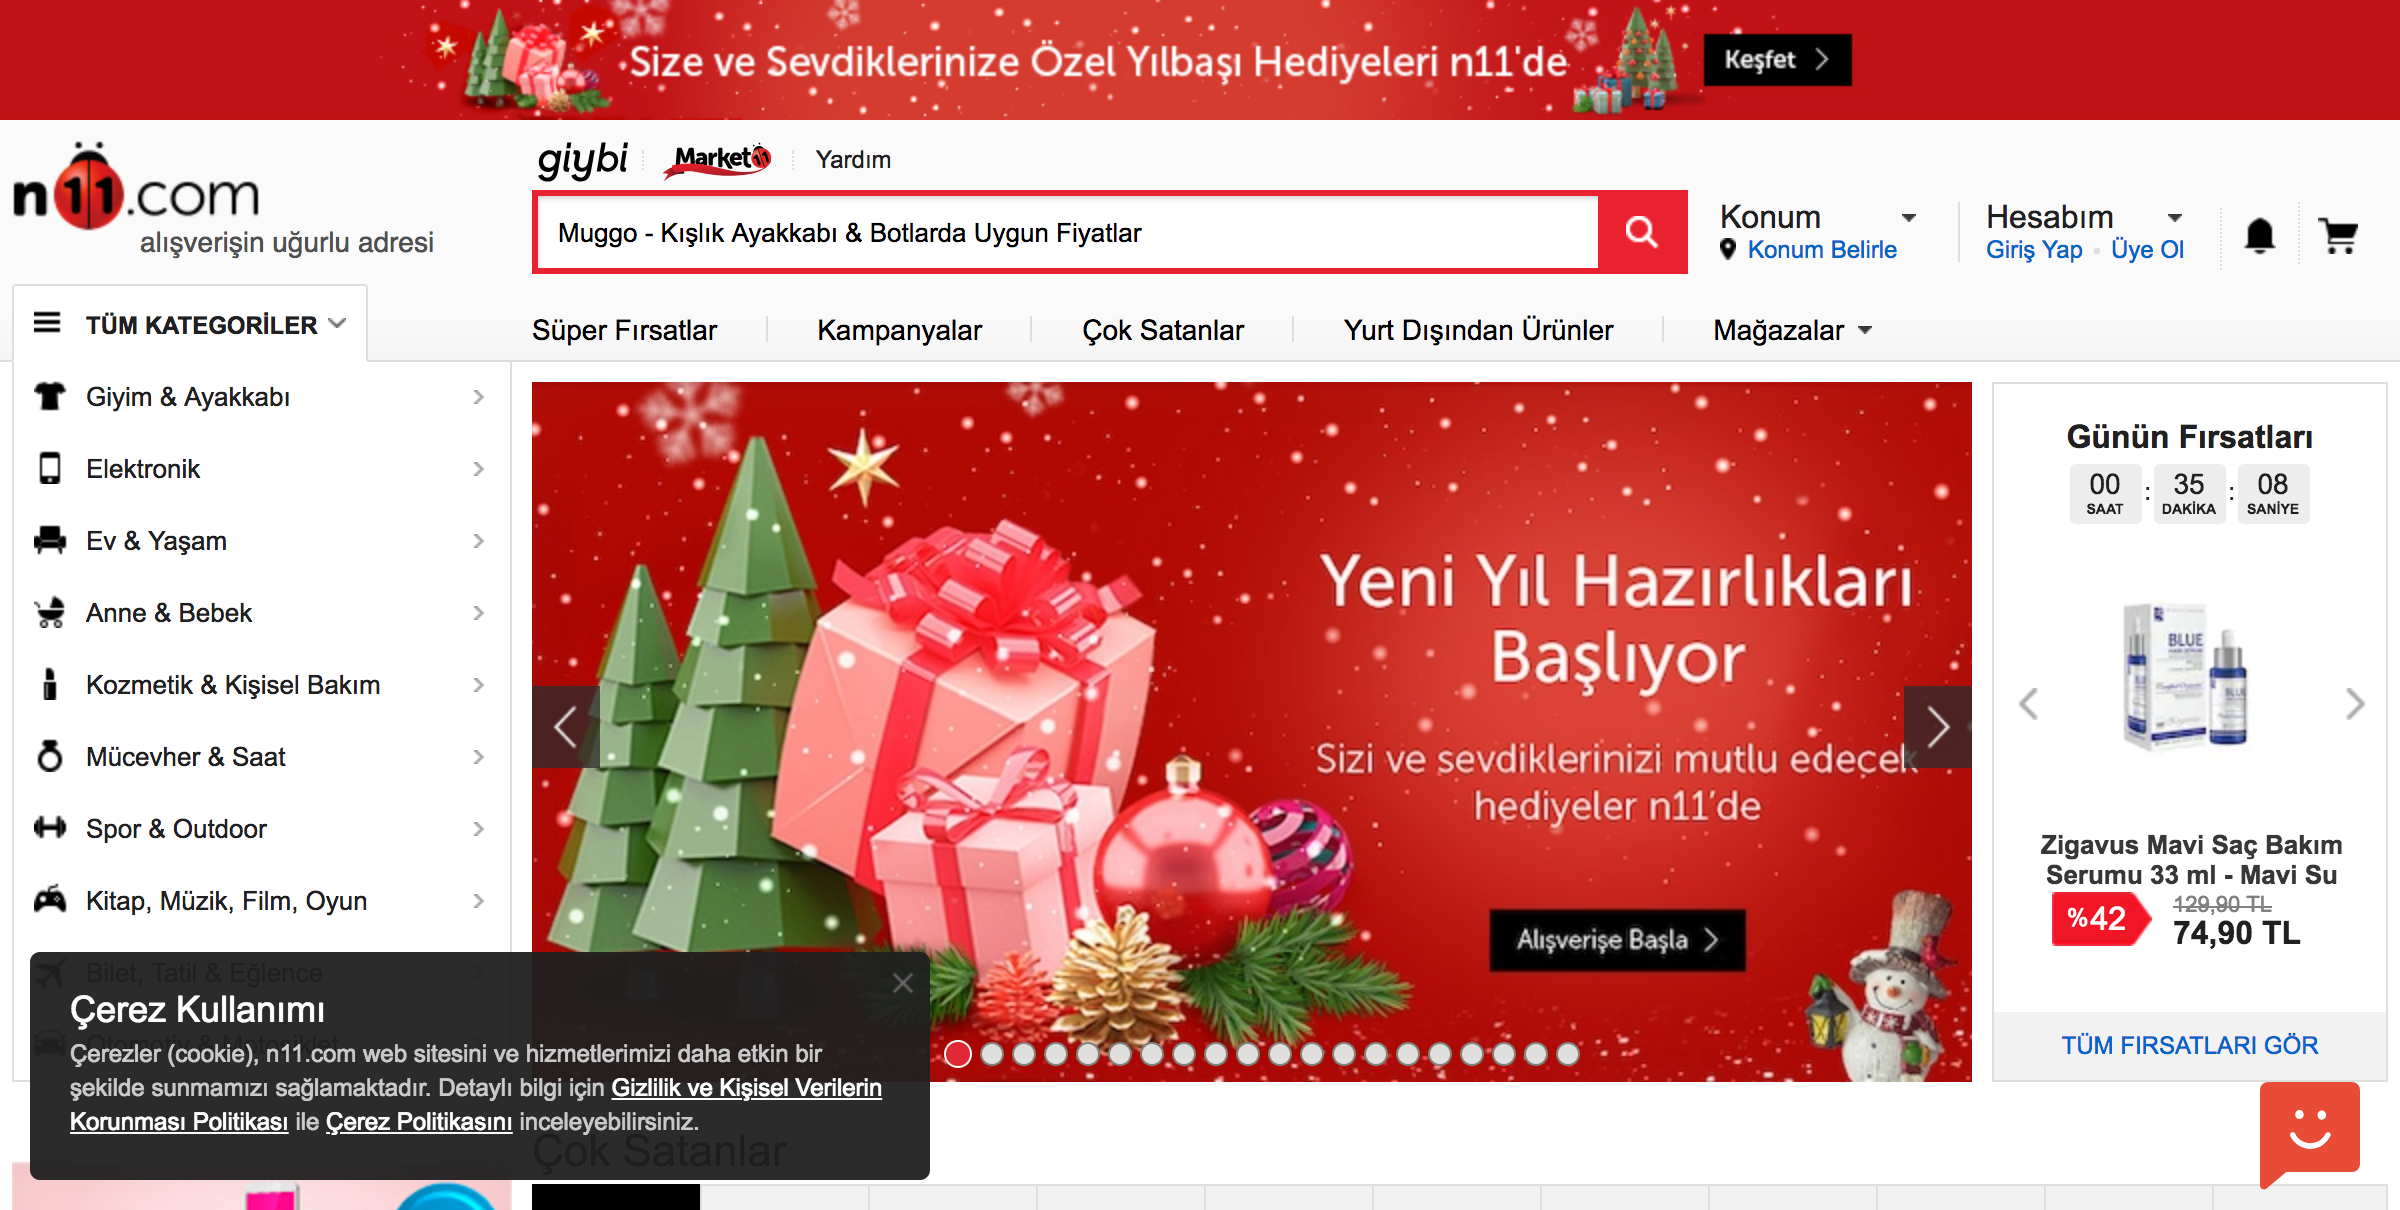 Size ve Sevdiklerinize Özel Yılbaşı Hediyeleri n11'de
Keşfet
n11.com
alışverişin uğurlu adresi
giybi
Market11
Yardım
Muggo - Kışlık Ayakkabı & Botlarda Uygun Fiyatlar
Konum
Konum Belirle
Hesabım
Giriş Yap
Üye Ol
TÜM KATEGORİLER
Süper Fırsatlar
Kampanyalar
Çok Satanlar
Yurt Dışından Ürünler
Mağazalar
Giyim & Ayakkabı
Elektronik
Ev & Yaşam
Anne & Bebek
Kozmetik & Kişisel Bakım
Mücevher & Saat
Spor & Outdoor
Kitap, Müzik, Film, Oyun
Bilet, Tatil & Eğlence
Otomotiv & Motosiklet
Yeni Yıl Hazırlıkları
Başlıyor
Sizi ve sevdiklerinizi mutlu edecek
hediyeler n11'de
Alışverişe Başla
Günün Fırsatları
00 : 35 : 08
SAAT DAKİKA SANİYE
BLUE
Zigavus Mavi Saç Bakım
Serumu 33 ml - Mavi Su
%42
129,90 TL
74,90 TL
TÜM FIRSATLARI GÖR
Çerez Kullanımı
Çerezler (cookie), n11.com web sitesini ve hizmetlerimizi daha etkin bir
şekilde sunmamızı sağlamaktadır. Detaylı bilgi için Gizlilik ve Kişisel Verilerin
Korunması Politikası ile Çerez Politikasını inceleyebilirsiniz.
Çok Satanlar